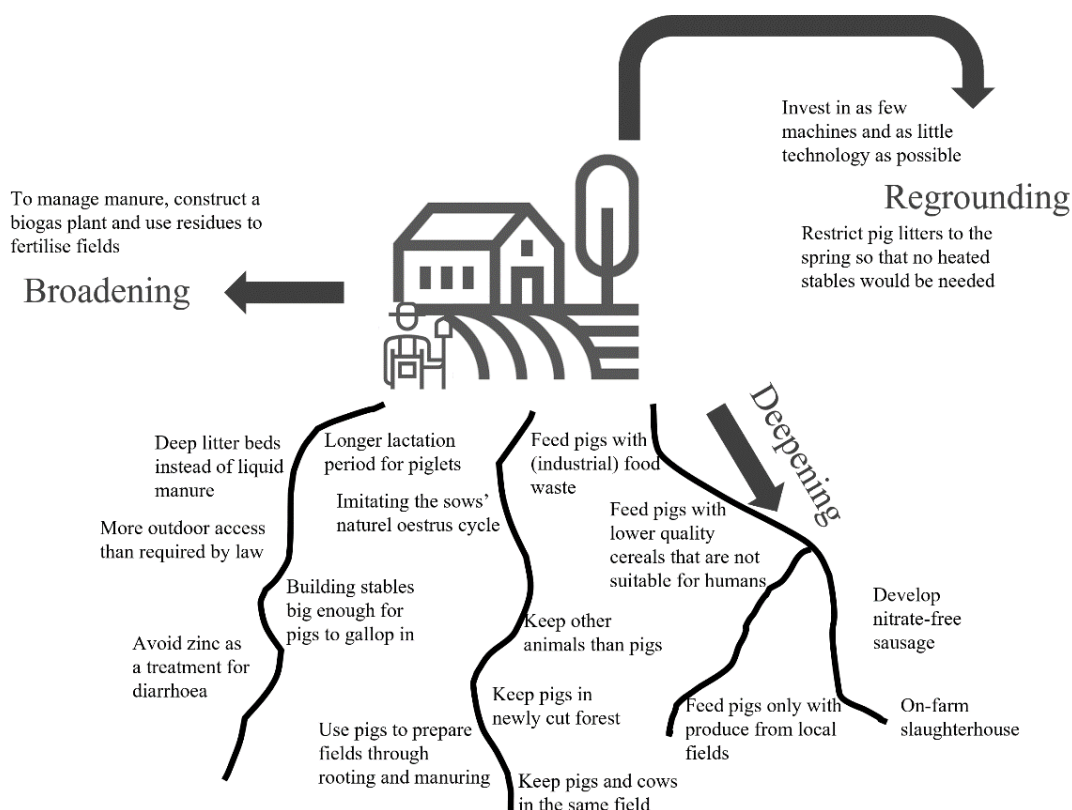 Invest in as few
machines and as little
technology as possible
Regrounding
Restrict pig litters to the
spring so that no heated
stables would be needed
To manage manure, construct a
biogas plant and use residues to
fertilise fields
Broadening
Deepening
Deep litter beds
instead of liquid
manure
Longer lactation
period for piglets
Feed pigs with
(industrial) food
waste
More outdoor access
than required by law
Imitating the sows’
naturel oestrus cycle
Feed pigs with
lower quality
cereals that are not
suitable for humans
Building stables
big enough for
pigs to gallop in
Keep other
animals than pigs
Develop
nitrate-free
sausage
Avoid zinc as
a treatment for
diarrhoea
Keep pigs in
newly cut forest
Feed pigs only with
produce from local
fields
On-farm
slaughterhouse
Use pigs to prepare
fields through
rooting and manuring
Keep pigs and cows
in the same field